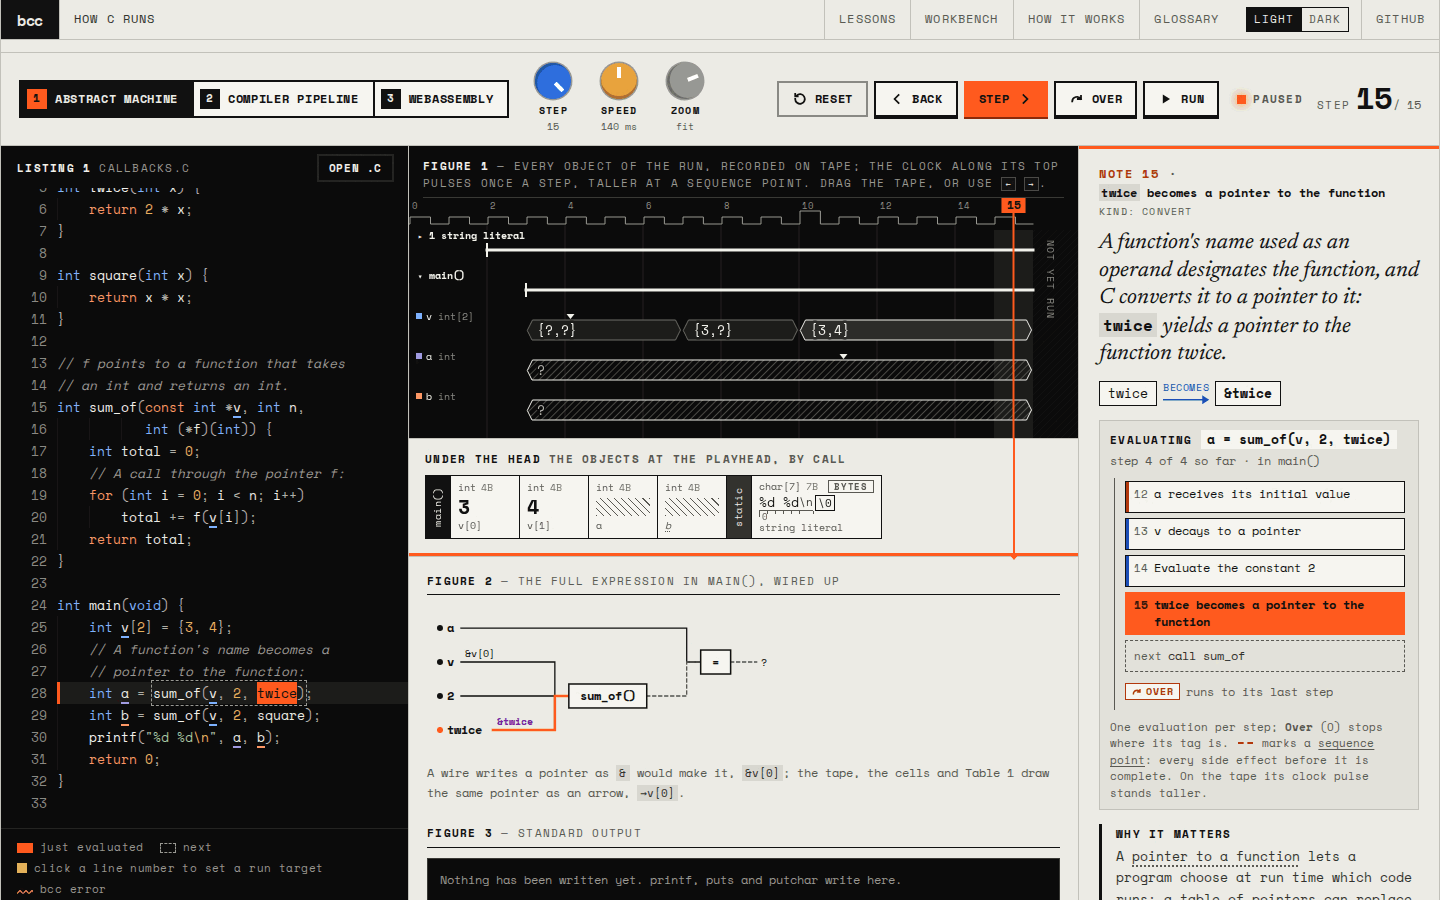 bcc HOW C RUNS LESSONS WORKBENCH HOW IT WORKS GLOSSARY LIGHT DARK GITHUB
1 ABSTRACT MACHINE 2 COMPILER PIPELINE 3 WEBASSEMBLY
STEP 15
SPEED 140 ms
ZOOM fit
RESET BACK STEP OVER RUN PAUSED STEP 15 / 15
LISTING 1 CALLBACKS.C OPEN .C
5 int twice(int x) {
6 return 2 * x;
7 }
8
9 int square(int x) {
10 return x * x;
11 }
12
13 // f points to a function that takes
14 // an int and returns an int.
15 int sum_of(const int *v, int n,
16 int (*f)(int)) {
17 int total = 0;
18 // A call through the pointer f:
19 for (int i = 0; i < n; i++)
20 total += f(v[i]);
21 return total;
22 }
23
24 int main(void) {
25 int v[2] = {3, 4};
26 // A function's name becomes a
27 // pointer to the function:
28 int a = sum_of(v, 2, twice);
29 int b = sum_of(v, 2, square);
30 printf("%d %d\n", a, b);
31 return 0;
32 }
33
just evaluated next
click a line number to set a run target
bcc error
FIGURE 1 — EVERY OBJECT OF THE RUN, RECORDED ON TAPE; THE CLOCK ALONG ITS TOP
PULSES ONCE A STEP, TALLER AT A SEQUENCE POINT. DRAG THE TAPE, OR USE ← → .
0 2 4 6 8 10 12 14 15
1 string literal
main()
v int[2] {?,?} {3,?} {3,4}
a int ?
b int ?
NOT YET RUN
UNDER THE HEAD THE OBJECTS AT THE PLAYHEAD, BY CALL
main()
int 4B
3
v[0]
int 4B
4
v[1]
int 4B
a
int 4B
b
static
char[7] 7B BYTES
%d %d\n \0
0
string literal
FIGURE 2 — THE FULL EXPRESSION IN MAIN(), WIRED UP
a
v &v[0] = ?
2 sum_of()
twice &twice
A wire writes a pointer as & would make it, &v[0]; the tape, the cells and Table 1 draw
the same pointer as an arrow, →v[0].
FIGURE 3 — STANDARD OUTPUT
Nothing has been written yet. printf, puts and putchar write here.
NOTE 15 ·
twice becomes a pointer to the function
KIND: CONVERT
A function's name used as an
operand designates the function, and
C converts it to a pointer to it:
twice yields a pointer to the
function twice.
twice BECOMES &twice
EVALUATING a = sum_of(v, 2, twice)
step 4 of 4 so far · in main()
12 a receives its initial value
13 v decays to a pointer
14 Evaluate the constant 2
15 twice becomes a pointer to the
function
next call sum_of
OVER runs to its last step
One evaluation per step; Over (O) stops
where its tag is. -- marks a sequence
point: every side effect before it is
complete. On the tape its clock pulse
stands taller.
WHY IT MATTERS
A pointer to a function lets a
program choose at run time which code
runs: a table of pointers can replace